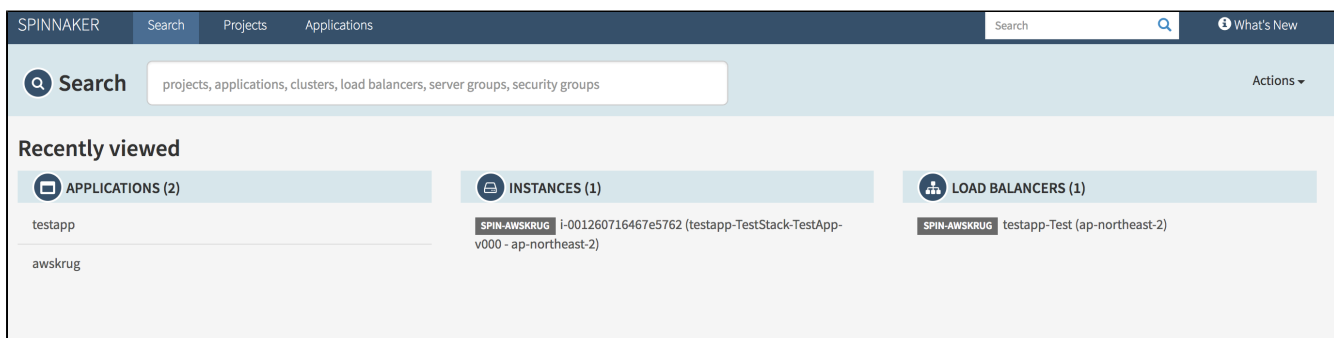 SPINNAKER Search Projects Applications Search What's New
Search projects, applications, clusters, load balancers, server groups, security groups Actions
Recently viewed
APPLICATIONS (2)
testapp
awskrug
INSTANCES (1)
SPIN-AWSKRUG i-001260716467e5762 (testapp-TestStack-TestApp-
v000 - ap-northeast-2)
LOAD BALANCERS (1)
SPIN-AWSKRUG testapp-Test (ap-northeast-2)